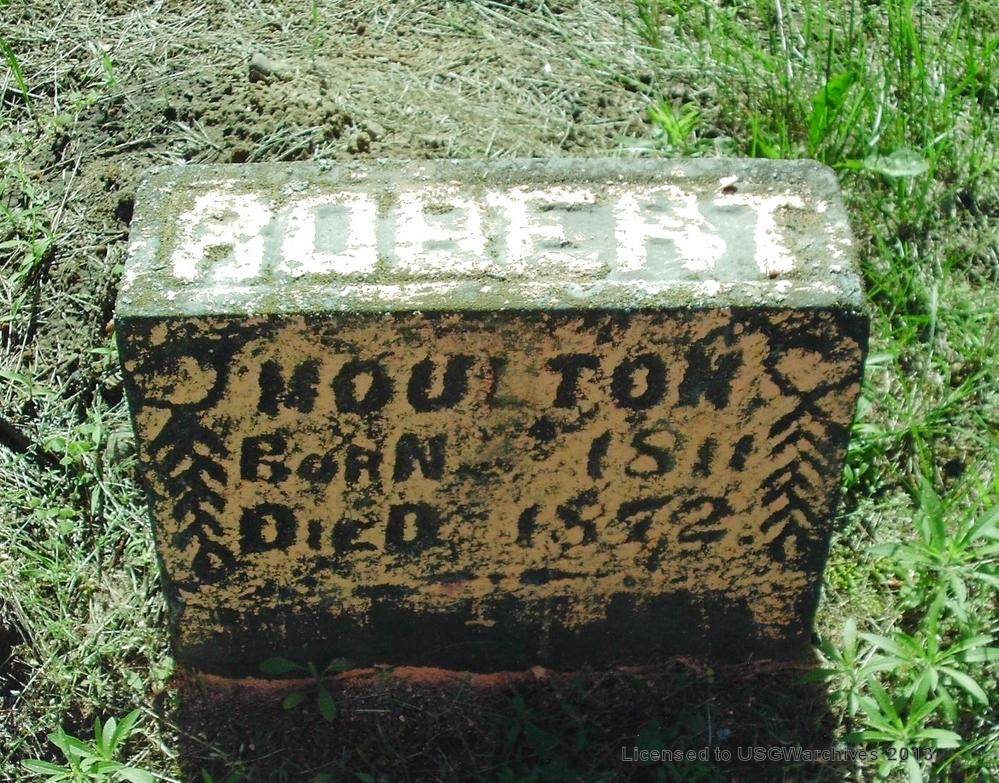 ROBERT
MOULTON
BORN 1811
DIED 1872.
Licensed to USGWarchives 2013